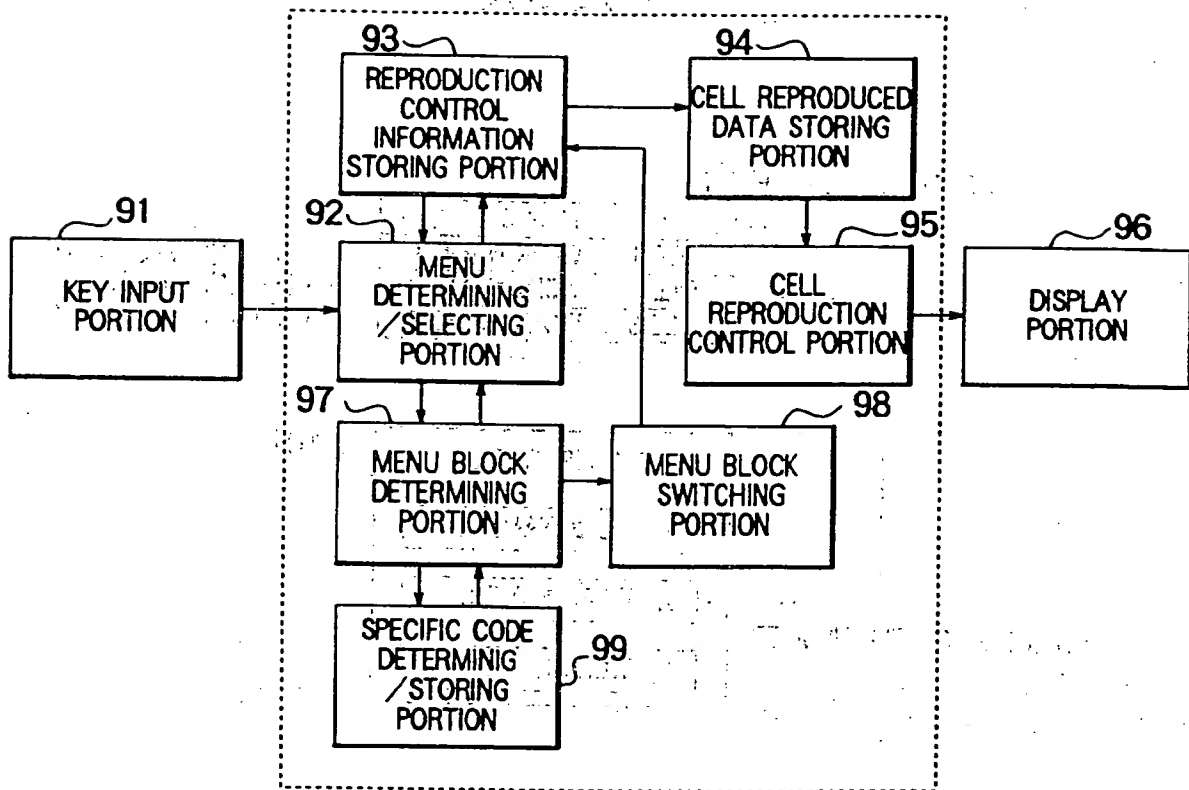 93
REPRODUCTION
CONTROL
INFORMATION
STORING PORTION
94
CELL REPRODUCED
DATA STORING
PORTION
91
KEY INPUT
PORTION
92
MENU
DETERMINING
/SELECTING
PORTION
95
CELL
REPRODUCTION
CONTROL PORTION
96
DISPLAY
PORTION
97
MENU BLOCK
DETERMINING
PORTION
98
MENU BLOCK
SWITCHING
PORTION
SPECIFIC CODE
DETERMINIG
/STORING
PORTION
99